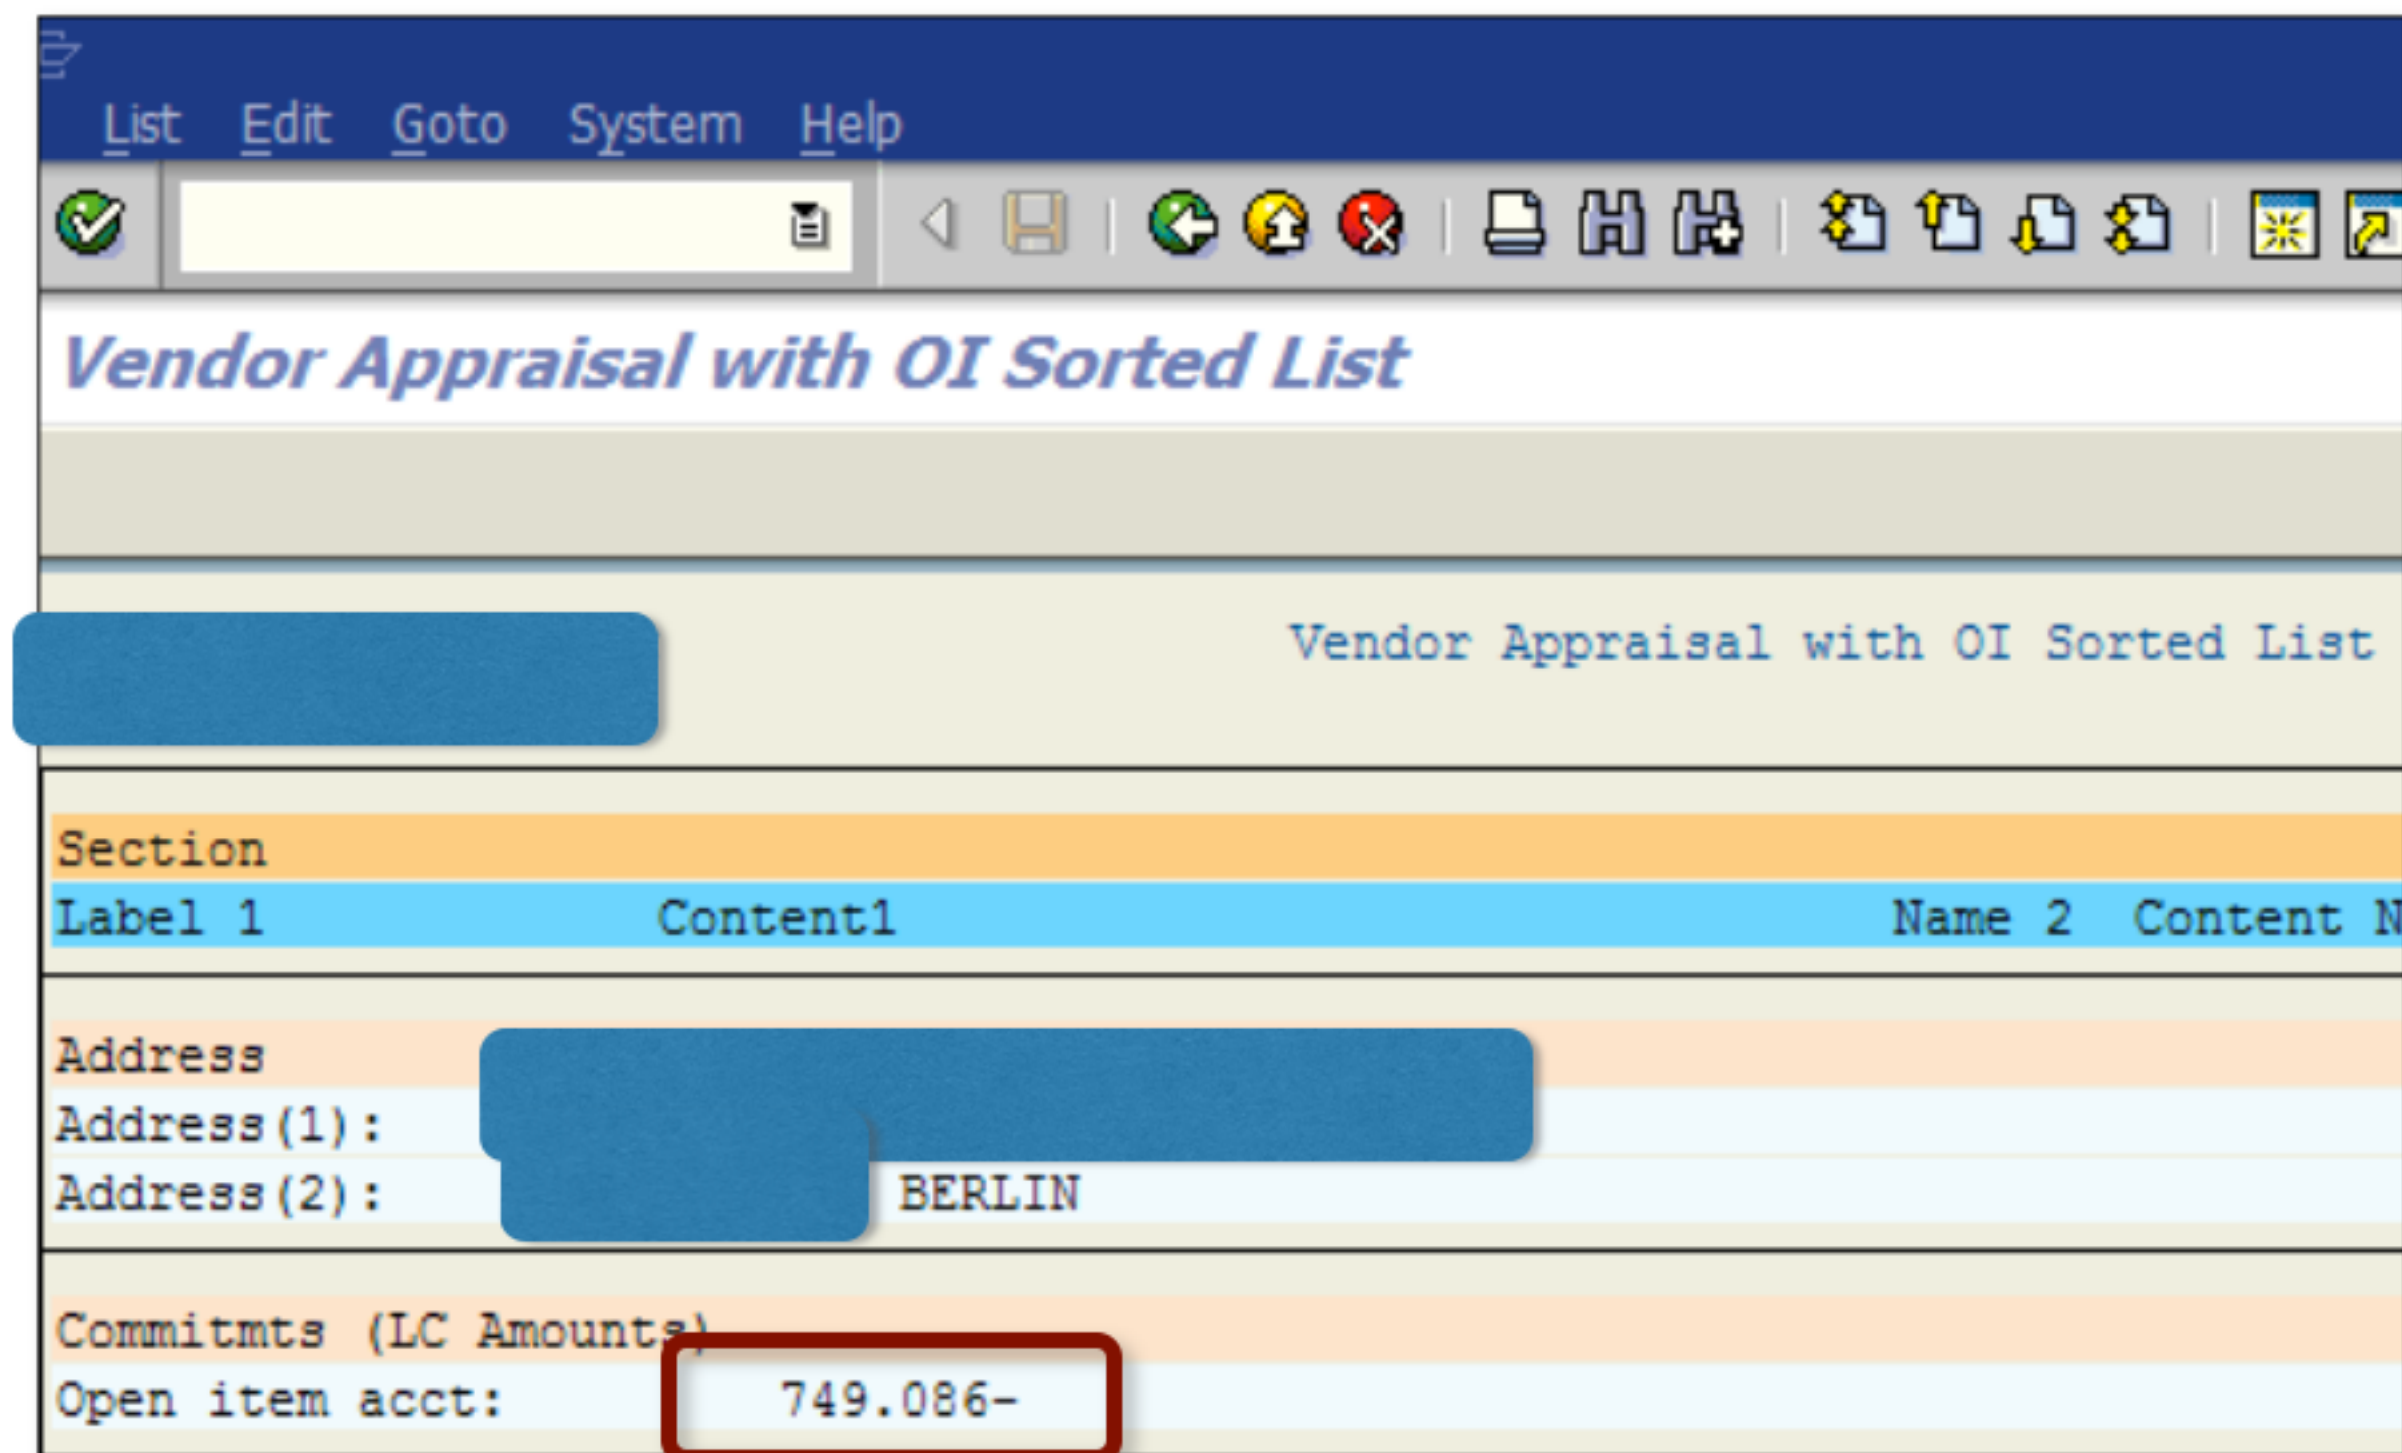 List Edit Goto System Help
Vendor Appraisal with OI Sorted List
Vendor Appraisal with OI Sorted List
Section
Label 1 Content1 Name 2 Content N
Address
Address(1):
Address(2): BERLIN
Commitmts (LC Amounts)
Open item acct: 749.086-